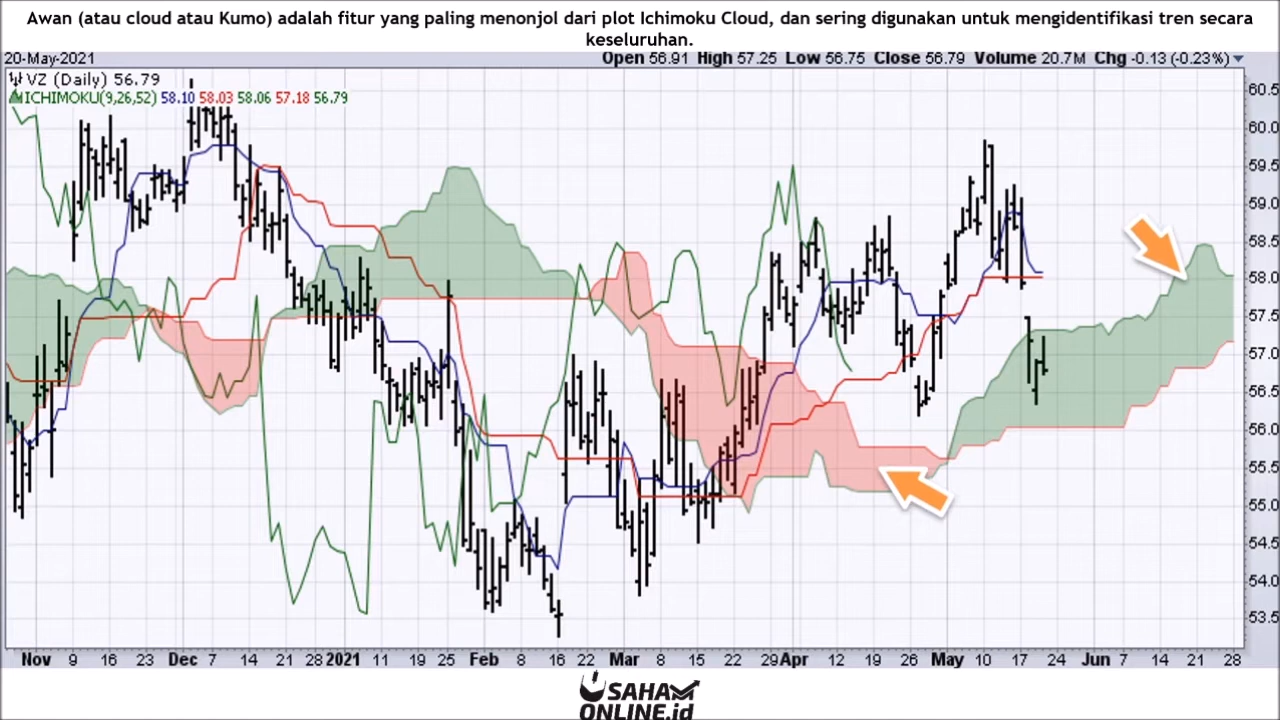 Awan (atau cloud atau Kumo) adalah fitur yang paling menonjol dari plot Ichimoku Cloud, dan sering digunakan untuk mengidentifikasi tren secara
keseluruhan.
20-May-2021 Open 56.91 High 57.25 Low 56.75 Close 56.79 Volume 20.7M Chg -0.13 (-0.23%)
VZ (Daily) 56.79
ICHIMOKU(9,26,52) 58.10 58.03 58.06 57.18 56.79
60.5
60.0
59.5
59.0
58.5
58.0
57.5
57.0
56.5
56.0
55.5
55.0
54.5
54.0
53.5
Nov 9 16 23 Dec 7 14 21 28 2021 11 19 25 Feb 8 16 22 Mar 8 15 22 29 Apr 12 19 26 May 10 17 24 Jun 7 14 21 28
SAHAM
ONLINE.id